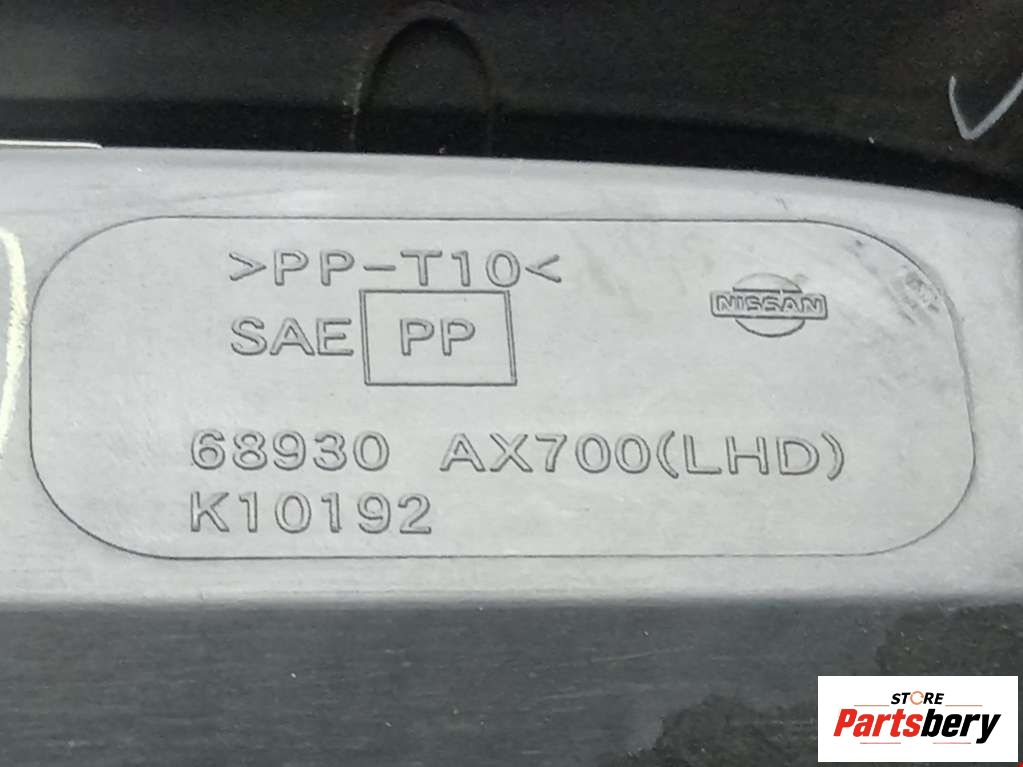 >PP-T10<
NISSAN
SAE PP
68930 AX700(LHD)
K10192
STORE
Partsbery